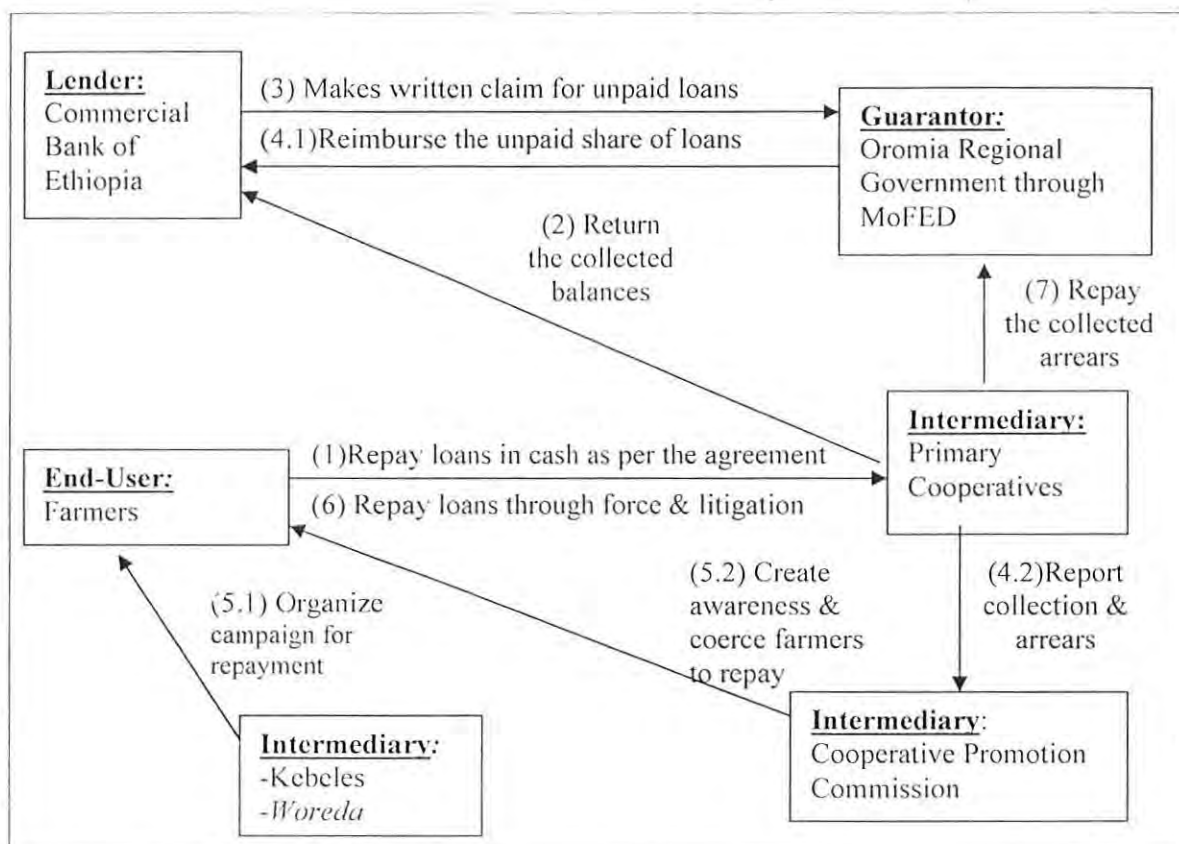 Lender:
Commercial
Bank of
Ethiopia
(3) Makes written claim for unpaid loans
(4.1)Reimburse the unpaid share of loans
Guarantor:
Oromia Regional
Government through
MoFED
(2) Return
the collected
balances
(7) Repay
the collected
arrears
Intermediary:
Primary
Cooperatives
(1)Repay loans in cash as per the agreement
(6) Repay loans through force & litigation
End-User:
Farmers
(5.1) Organize
campaign for
repayment
(5.2) Create
awareness &
coerce farmers
to repay
(4.2)Report
collection &
arrears
Intermediary:
-Kebeles
-Woreda
Intermediary:
Cooperative Promotion
Commission